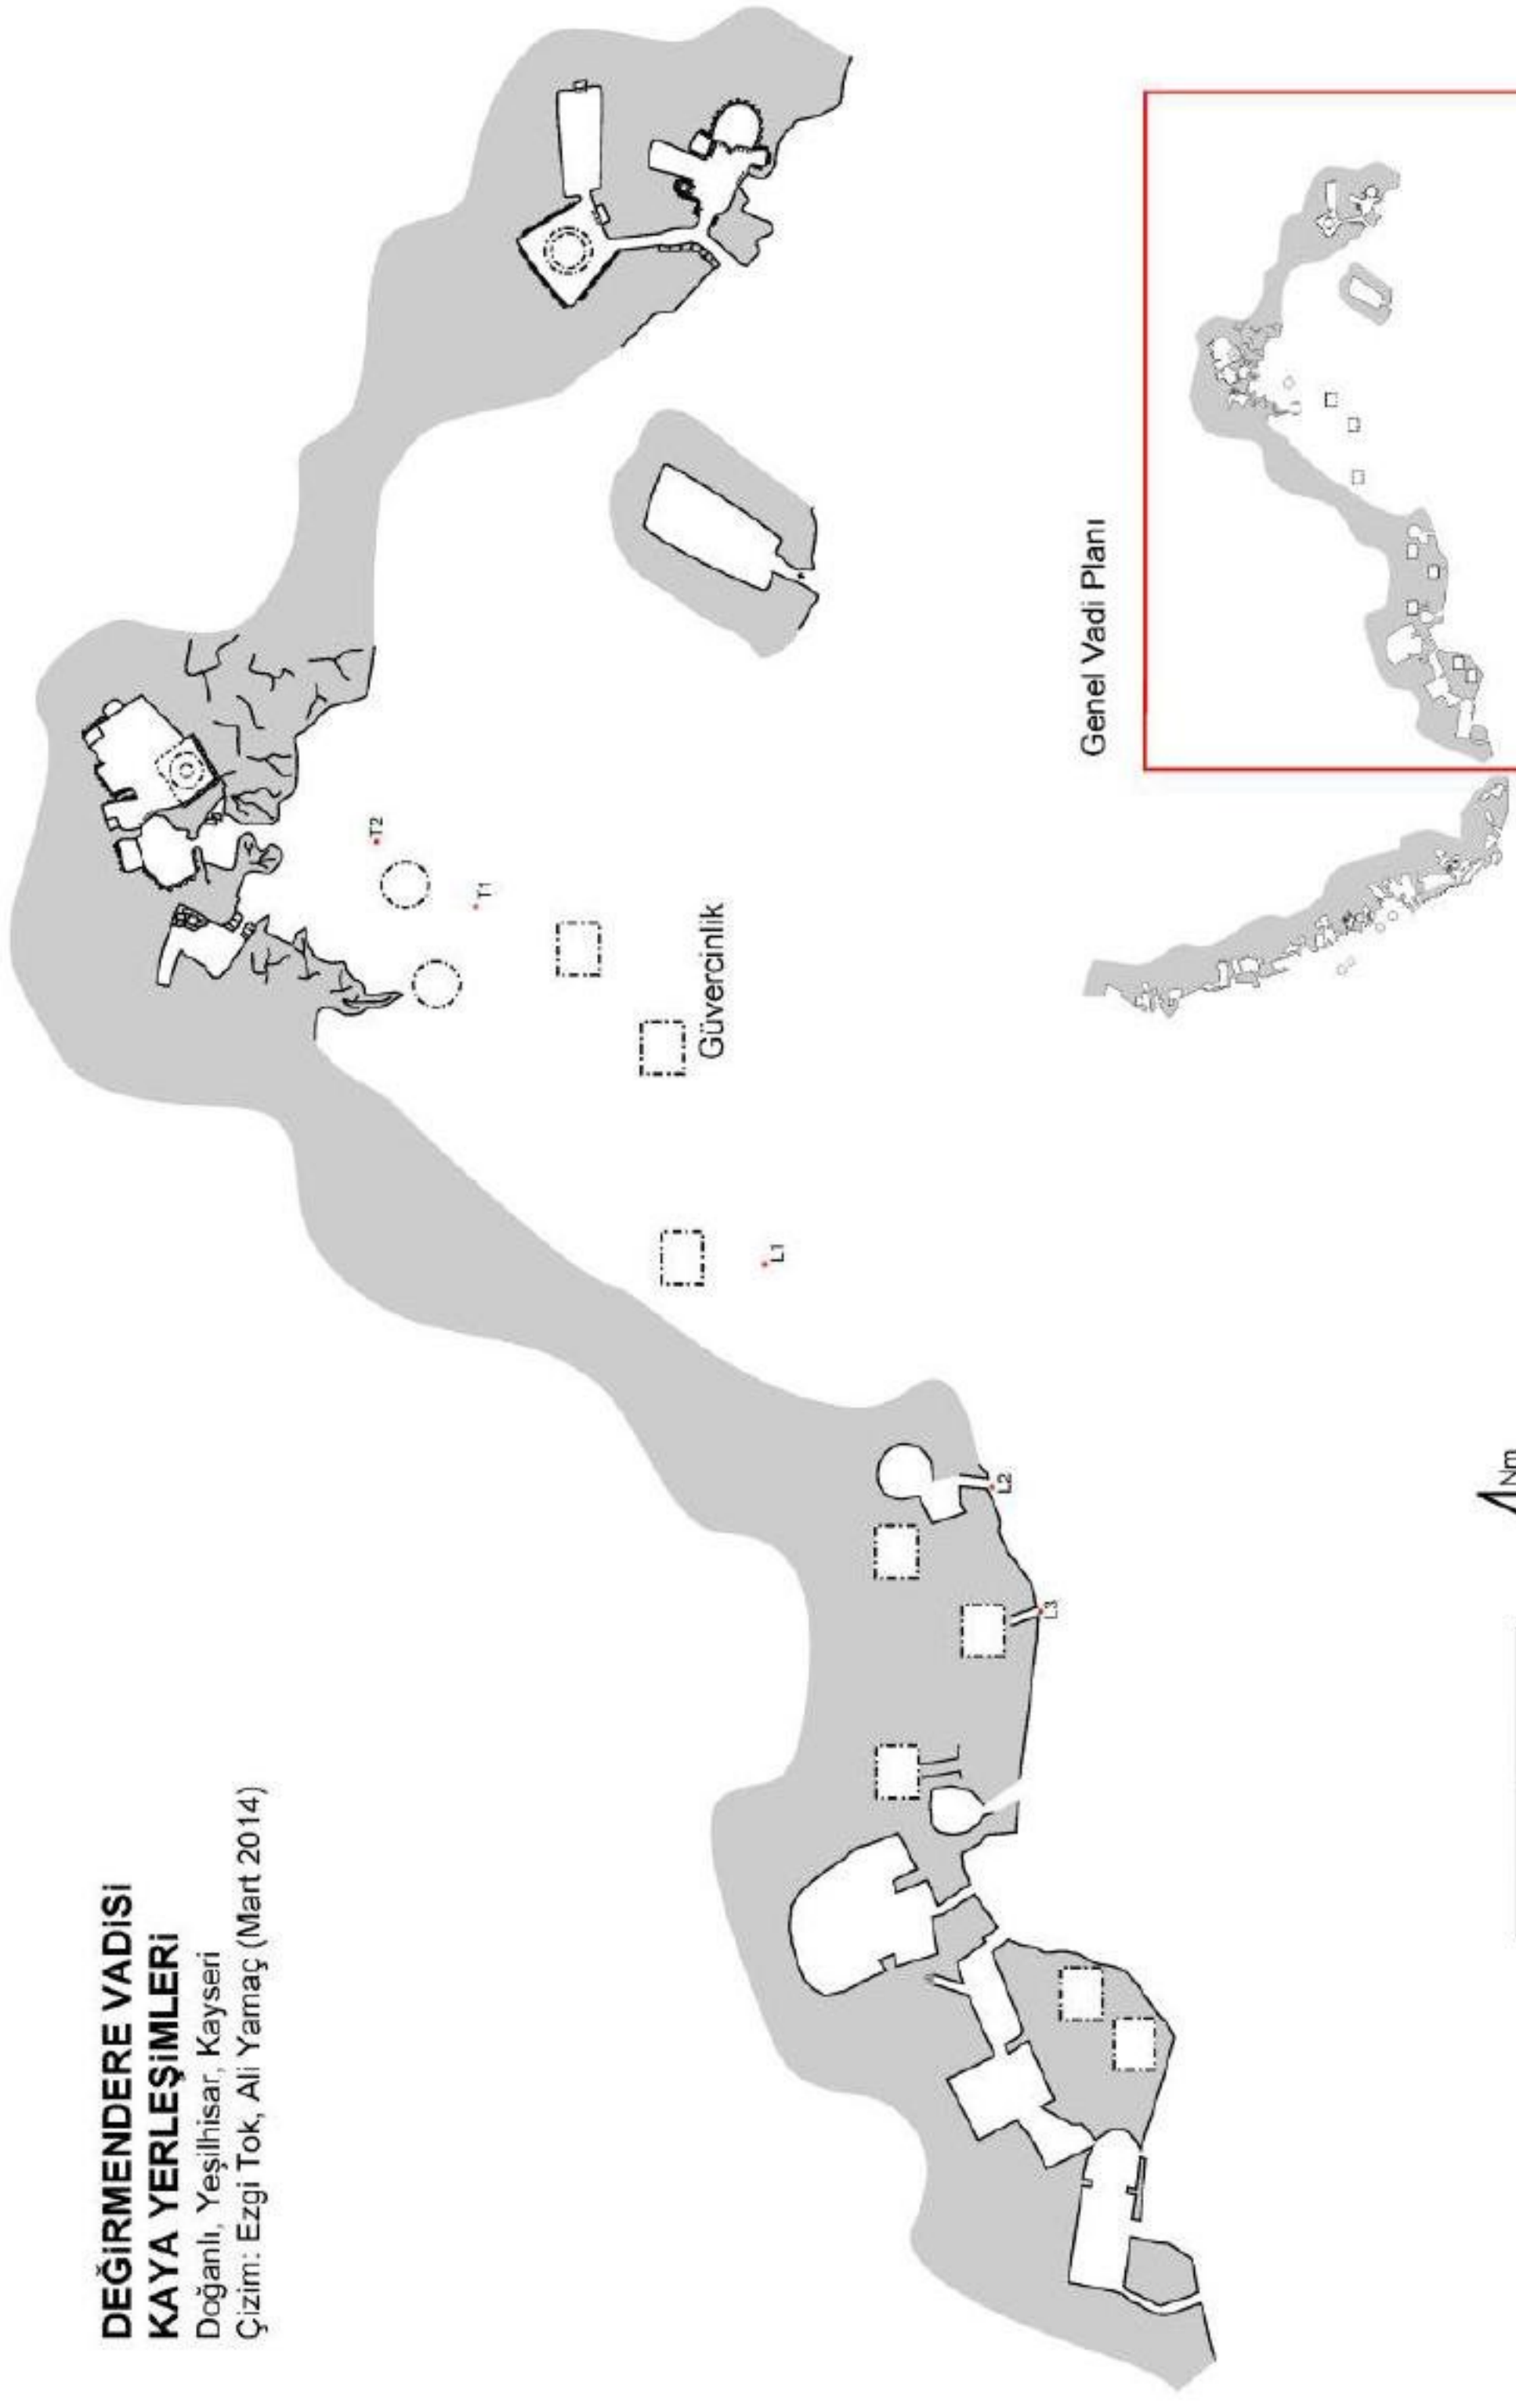 DEĞİRMENDERE VADİSİ
KAYA YERLEŞİMLERİ
Doğanlı, Yeşilhisar, Kayseri
Çizim: Ezgi Tok, Ali Yamaç (Mart 2014)
T2
T1
Güvercinlik
L1
L2
L3
Genel Vadi Planı
Nm